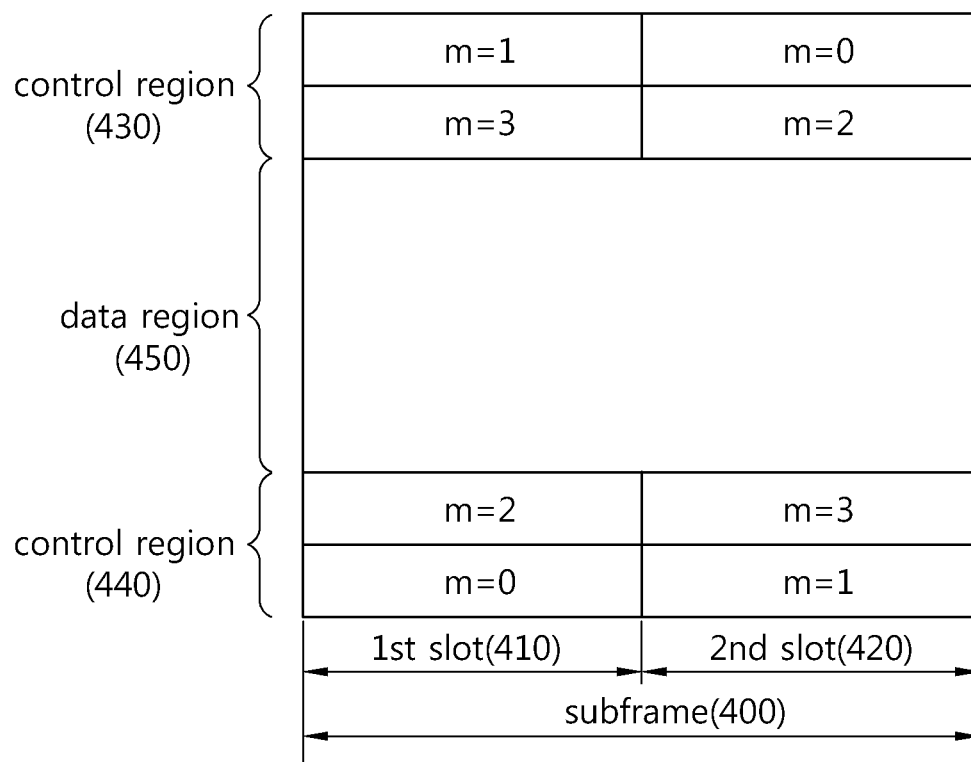 m=1 m=0
control region
(430)
m=3 m=2
data region
(450)
m=2 m=3
control region
(440)
m=0 m=1
1st slot(410) 2nd slot(420)
subframe(400)